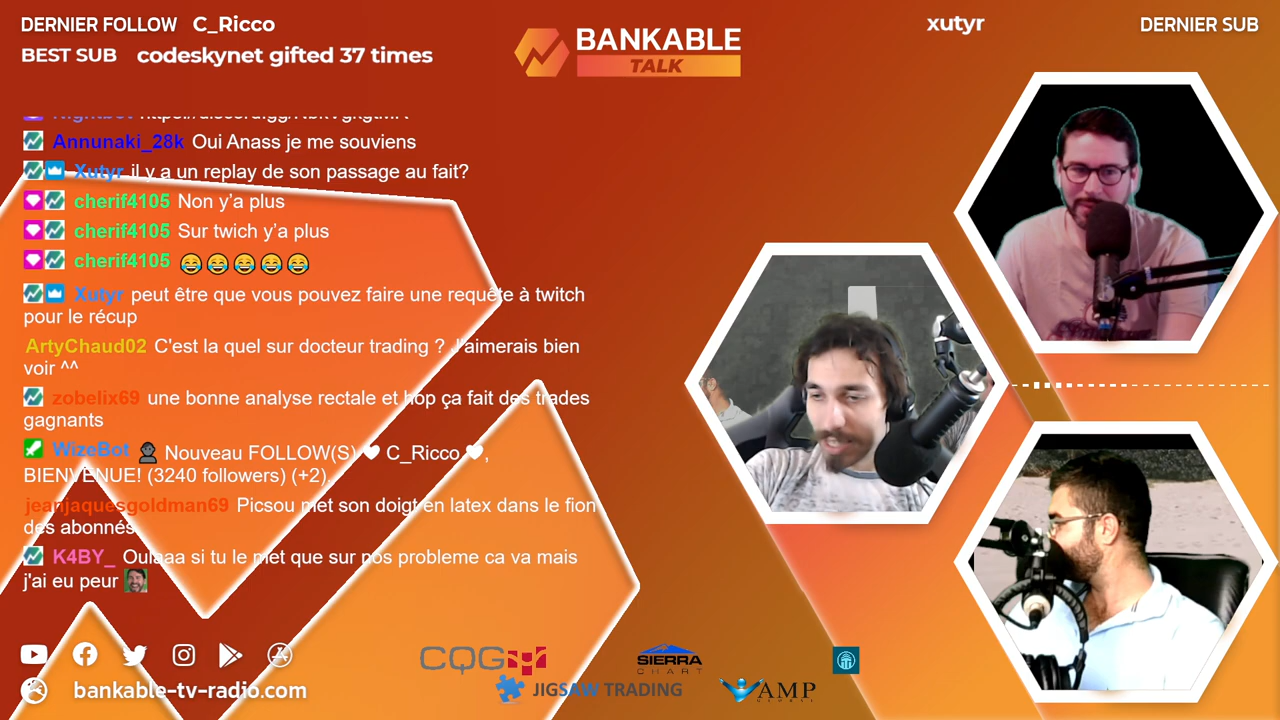 DERNIER FOLLOW C_Ricco
BEST SUB codeskynet gifted 37 times
BANKABLE
TALK
xutyr DERNIER SUB
Annunaki_28k Oui Anass je me souviens
Xutyr il y a un replay de son passage au fait?
cherif4105 Non y'a plus
cherif4105 Sur twich y'a plus
cherif4105 😂😂😂😂😂
Xutyr peut être que vous pouvez faire une requête à twitch
pour le récup
ArtyChaud02 C'est la quel sur docteur trading ? J'aimerais bien
voir ^^
zobelix69 une bonne analyse rectale et hop ça fait des trades
gagnants
WizeBot Nouveau FOLLOW(S) C_Ricco ,
BIENVENUE! (3240 followers) (+2)
jeanjaquesgoldman69 Picsou met son doigt en latex dans le fion
des abonnés
K4BY_ Oulaaa si tu le met que sur nos probleme ca va mais
j'ai eu peur
CQG
SIERRA
CHART
JIGSAW TRADING
AMP
GLOBAL
bankable-tv-radio.com